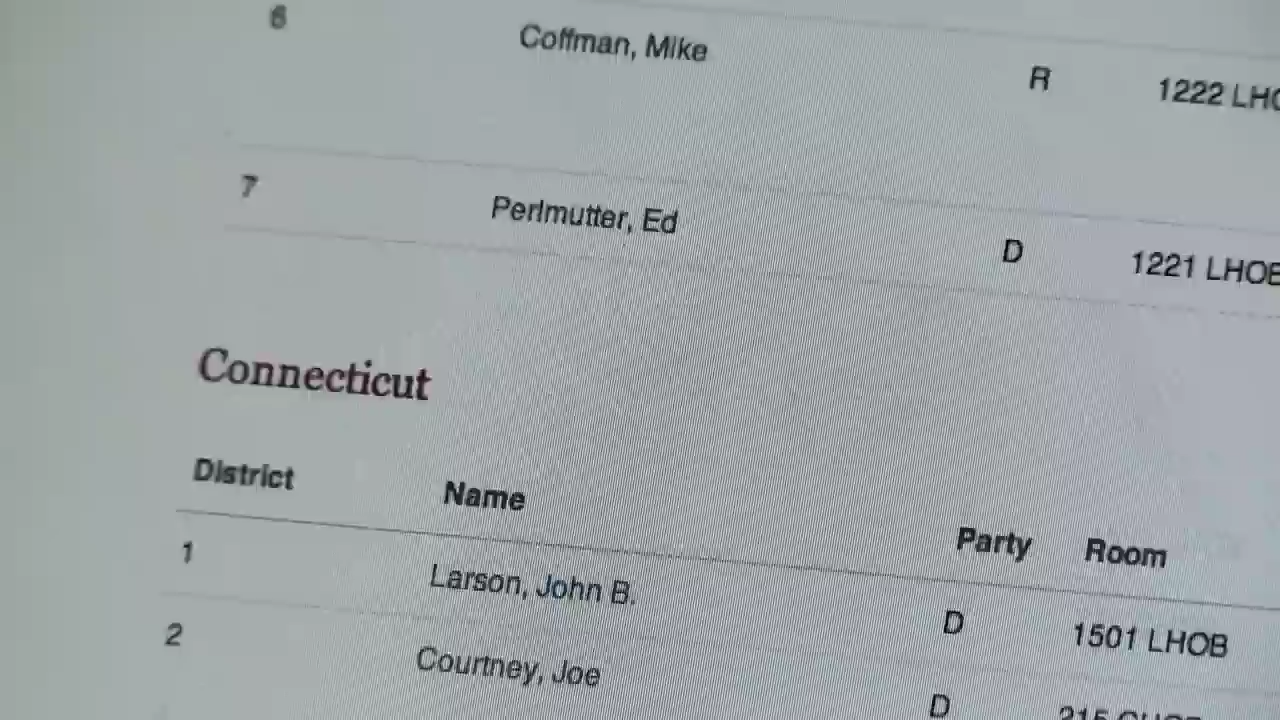 6 Coffman, Mike R 1222 LHO
7 Perlmutter, Ed D 1221 LHOB
Connecticut
District Name Party Room
1 Larson, John B. D 1501 LHOB
2 Courtney, Joe D 215